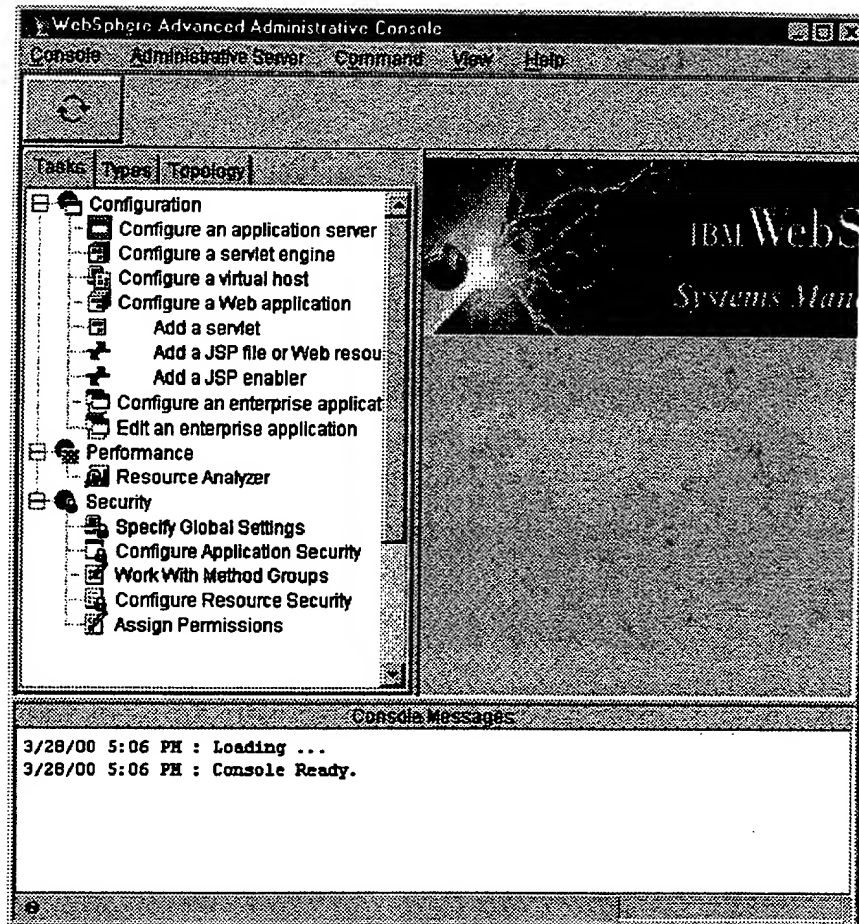 WebSphere Advanced Administrative Console
Console Administrative Server Command View Help
Tasks Types Topology
Configuration
Configure an application server
Configure a servlet engine
Configure a virtual host
Configure a Web application
Add a servlet
Add a JSP file or Web resou
Add a JSP enabler
Configure an enterprise applicat
Edit an enterprise application
Performance
Resource Analyzer
Security
Specify Global Settings
Configure Application Security
Work With Method Groups
Configure Resource Security
Assign Permissions
IBM WebS
Systems Man
Console Messages
3/28/00 5:06 PM : Loading ...
3/28/00 5:06 PM : Console Ready.